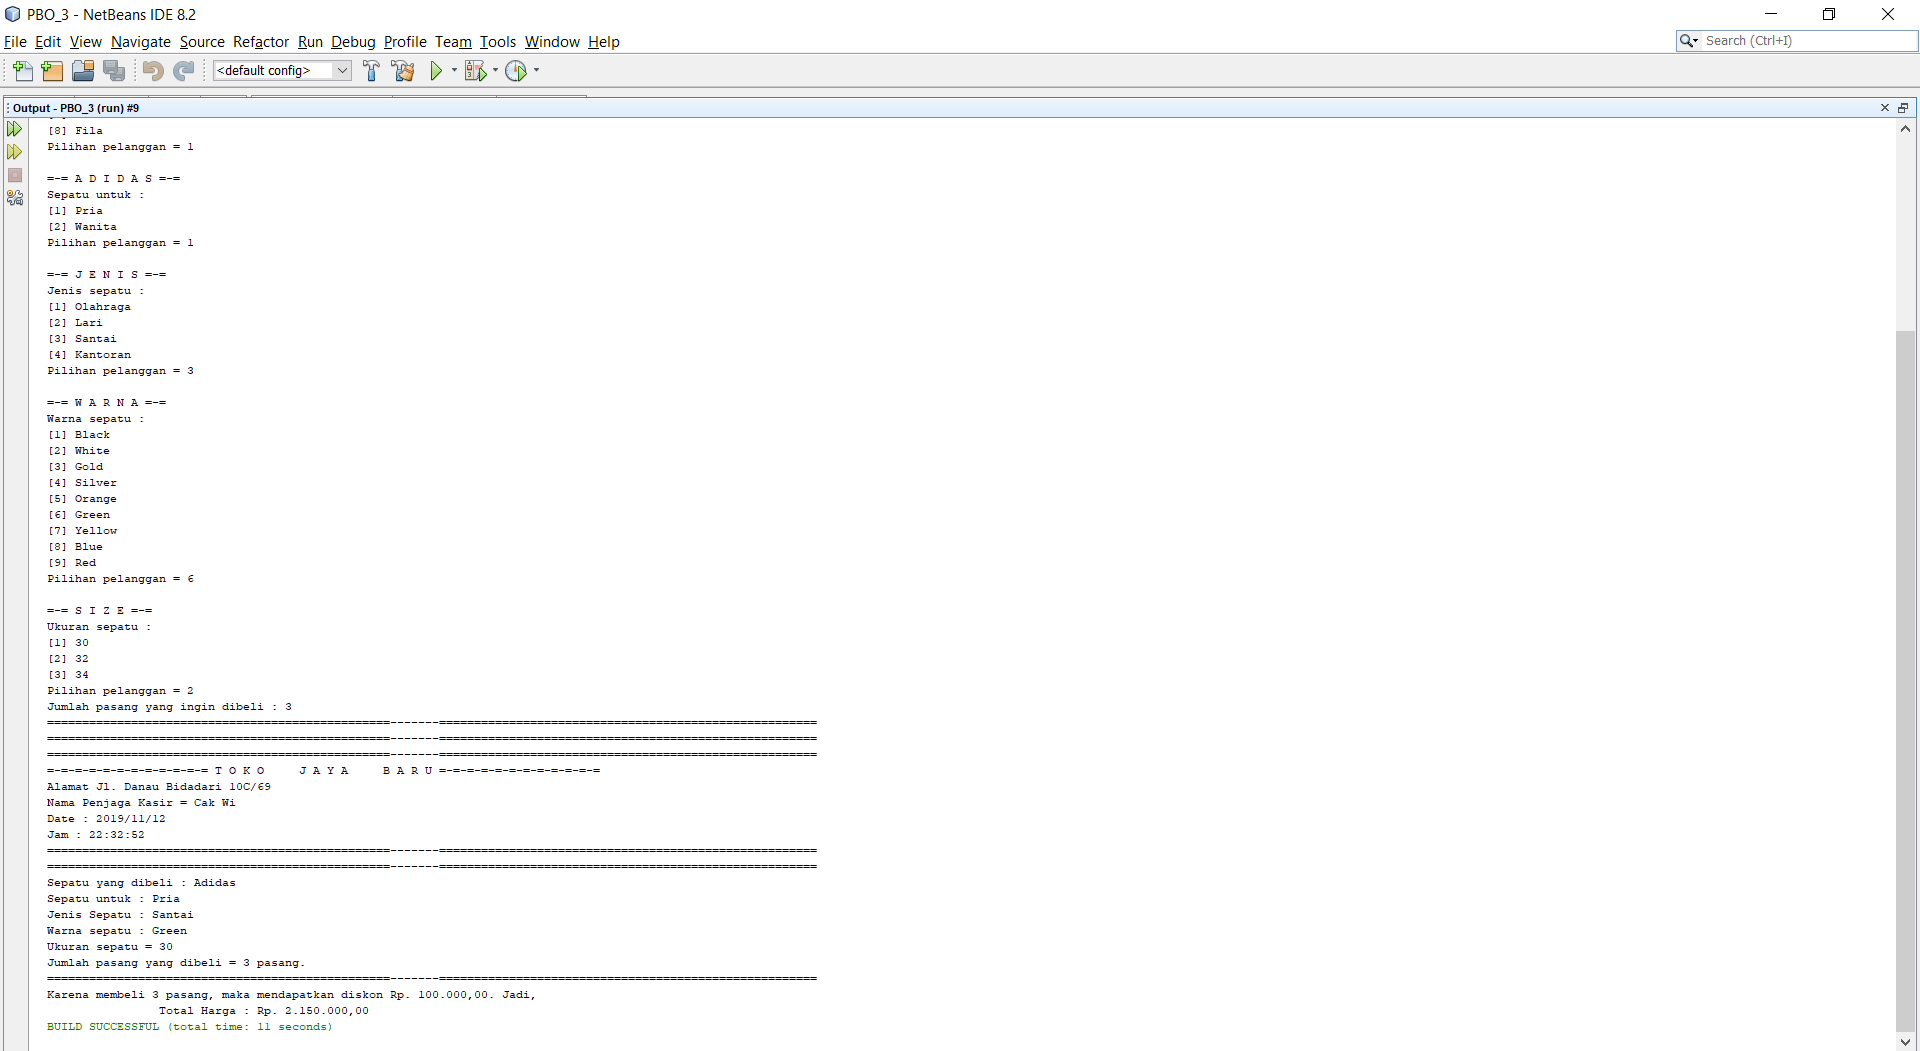 PBO_3 - NetBeans IDE 8.2
File Edit View Navigate Source Refactor Run Debug Profile Team Tools Window Help
Search (Ctrl+I)
<default config>
Output - PBO_3 (run) #9
[8] Fila
Pilihan pelanggan = 1
=-= A D I D A S =-=
Sepatu untuk :
[1] Pria
[2] Wanita
Pilihan pelanggan = 1
=-= J E N I S =-=
Jenis sepatu :
[1] Olahraga
[2] Lari
[3] Santai
[4] Kantoran
Pilihan pelanggan = 3
=-= W A R N A =-=
Warna sepatu :
[1] Black
[2] White
[3] Gold
[4] Silver
[5] Orange
[6] Green
[7] Yellow
[8] Blue
[9] Red
Pilihan pelanggan = 6
=-= S I Z E =-=
Ukuran sepatu :
[1] 30
[2] 32
[3] 34
Pilihan pelanggan = 2
Jumlah pasang yang ingin dibeli : 3
=================================================-------======================================================
=================================================-------======================================================
=================================================-------======================================================
=-=-=-=-=-=-=-=-=-=-=-= T O K O     J A Y A     B A R U =-=-=-=-=-=-=-=-=-=-=-=
Alamat Jl. Danau Bidadari 10C/69
Nama Penjaga Kasir = Cak Wi
Date : 2019/11/12
Jam : 22:32:52
=================================================-------======================================================
=================================================-------======================================================
Sepatu yang dibeli : Adidas
Sepatu untuk : Pria
Jenis Sepatu : Santai
Warna sepatu : Green
Ukuran sepatu = 30
Jumlah pasang yang dibeli = 3 pasang.
=================================================-------======================================================
Karena membeli 3 pasang, maka mendapatkan diskon Rp. 100.000,00. Jadi,
Total Harga : Rp. 2.150.000,00
BUILD SUCCESSFUL (total time: 11 seconds)